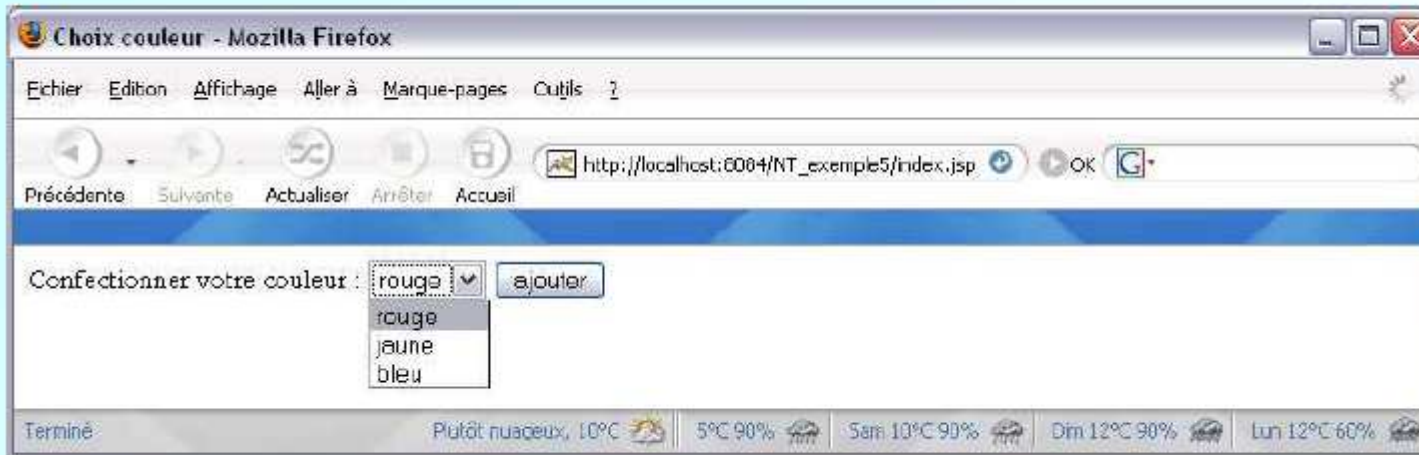 Choix couleur - Mozilla Firefox
Fichier Edition Affichage Aller à Marque-pages Outils ?
http://localhost:8084/NT_exemple5/index.jsp OK G
Précédente Suivante Actualiser Arrêter Accueil
Confectionner votre couleur : rouge ajouter
rouge
jaune
bleu
Terminé Plutôt nuageux, 10°C 5°C 90% Sam 10°C 90% Dim 12°C 90% Lun 12°C 60%